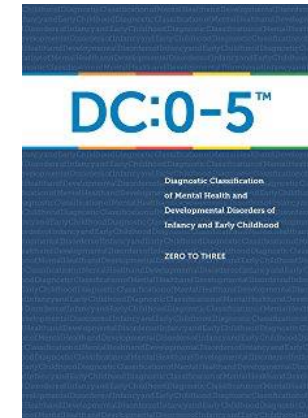 DC:0–5™
Diagnostic Classification
of Mental Health and
Developmental Disorders of
Infancy and Early Childhood
ZERO TO THREE